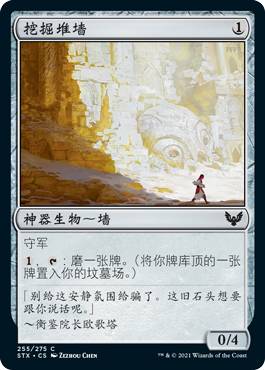 挖掘堆墙 1
神器生物～墙
守军
1，：磨一张牌。（将你牌库顶的一张
牌置入你的坟墓场。）
「别给这安静氛围给骗了。这旧石头想要
跟你说话呢。」
～衡鉴院长欧歌塔
0/4
255/275 C
STX • CS ZEZHOU CHEN
™ & © 2021 Wizards of the Coast